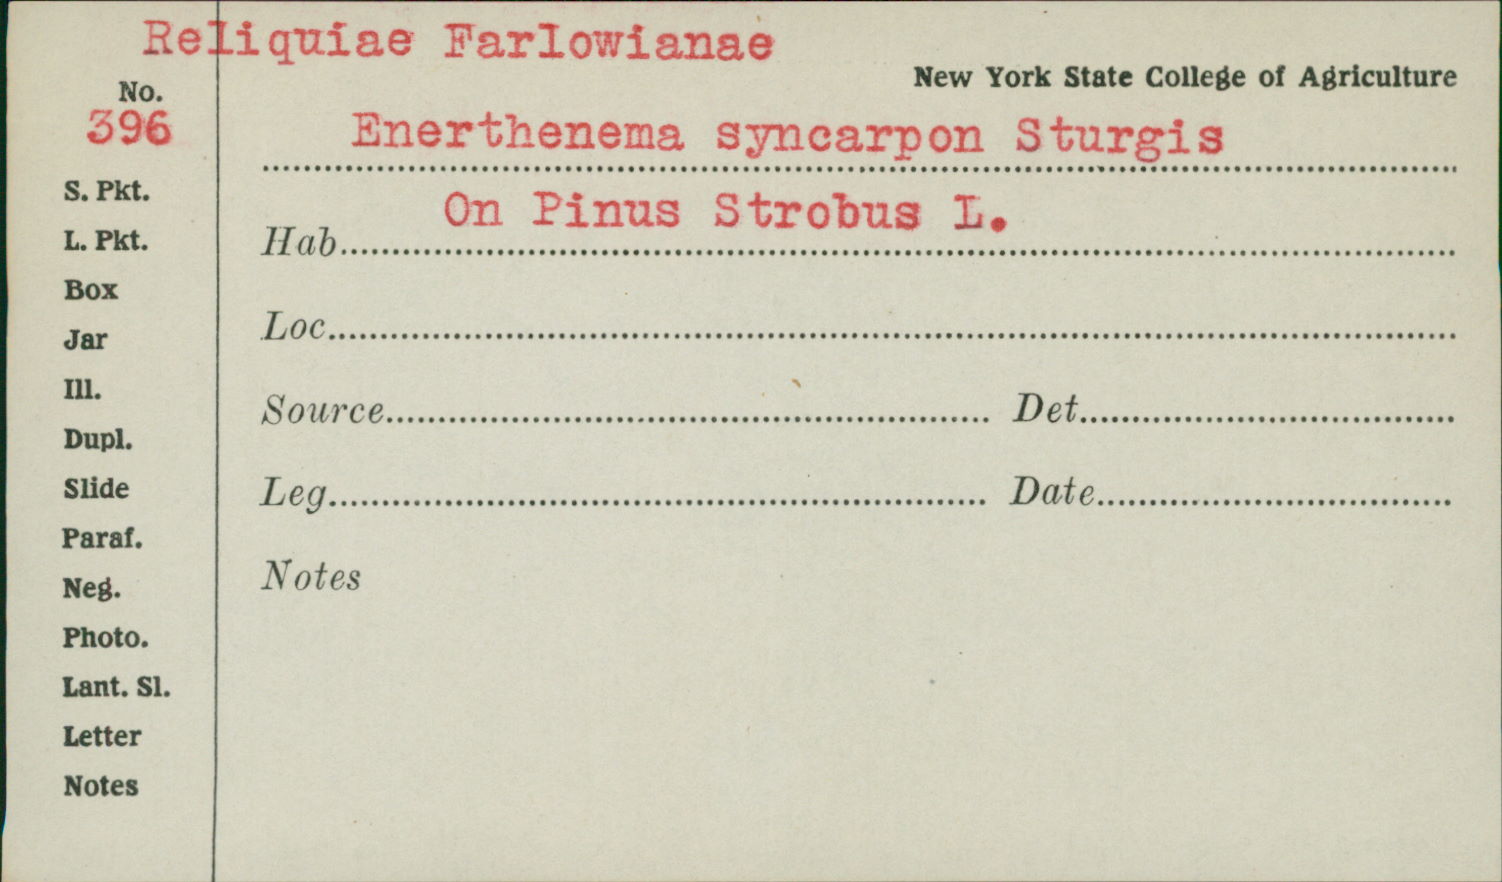 Reliquiae Farlowianae
New York State College of Agriculture
No.
396
Enerthenema syncarpon Sturgis
On Pinus Strobus L.
Hab.
Loc.
Source
Det.
Leg.
Date
Notes
S. Pkt.
L. Pkt.
Box
Jar
Ill.
Dupl.
Slide
Paraf.
Neg.
Photo.
Lant. Sl.
Letter
Notes